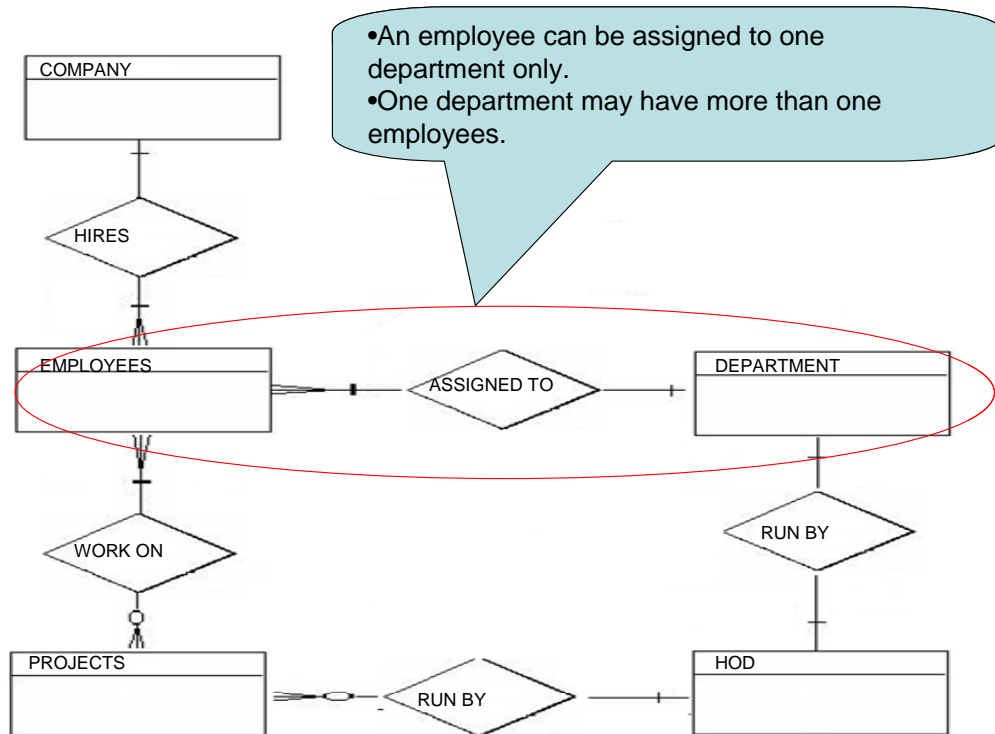 •An employee can be assigned to one
department only.
•One department may have more than one
employees.
COMPANY
HIRES
EMPLOYEES
ASSIGNED TO
DEPARTMENT
WORK ON
RUN BY
PROJECTS
RUN BY
HOD